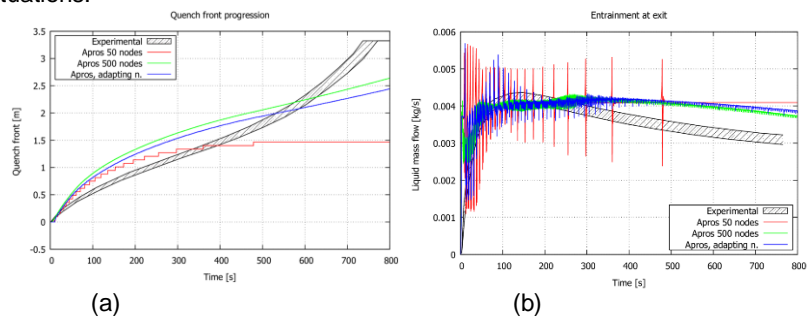 tuations.
Quench front progression
3.5
3
2.5
2
1.5
1
0.5
0
-0.5
Quench front [m]
Experimental
Apros 50 nodes
Apros 500 nodes
Apros, adapting n.
0 100 200 300 400 500 600 700 800
Time [s]
(a)
Entrainment at exit
0.006
0.005
0.004
0.003
0.002
0.001
0
Liquid mass flow [kg/s]
Experimental
Apros 50 nodes
Apros 500 nodes
Apros, adapting n.
0 100 200 300 400 500 600 700 800
Time [s]
(b)